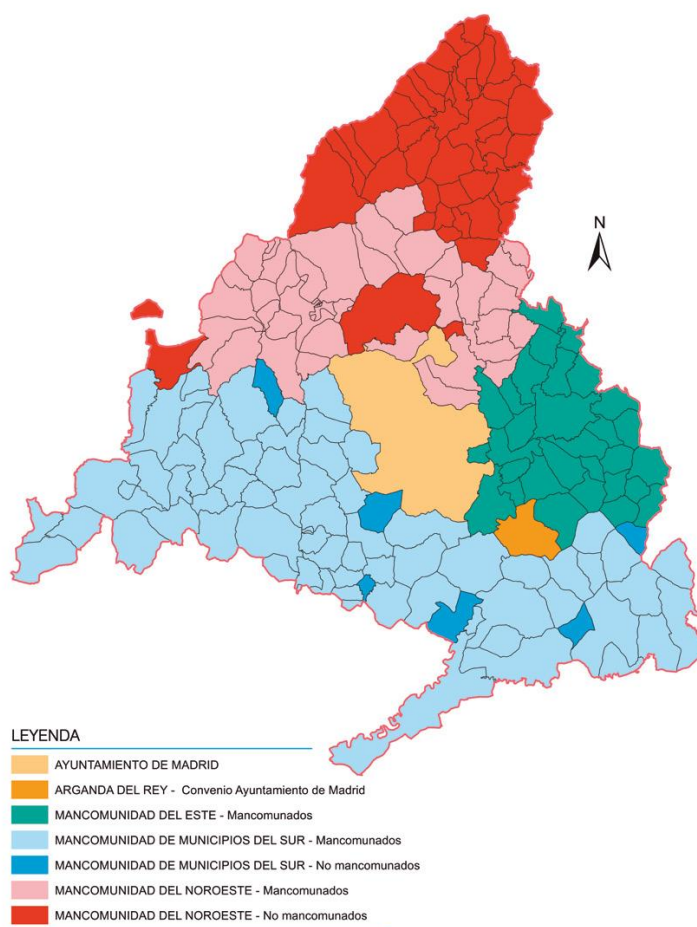 N
LEYENDA
AYUNTAMIENTO DE MADRID
ARGANDA DEL REY - Convenio Ayuntamiento de Madrid
MANCOMUNIDAD DEL ESTE - Mancomunados
MANCOMUNIDAD DE MUNICIPIOS DEL SUR - Mancomunados
MANCOMUNIDAD DE MUNICIPIOS DEL SUR - No mancomunados
MANCOMUNIDAD DEL NOROESTE - Mancomunados
MANCOMUNIDAD DEL NOROESTE - No mancomunados